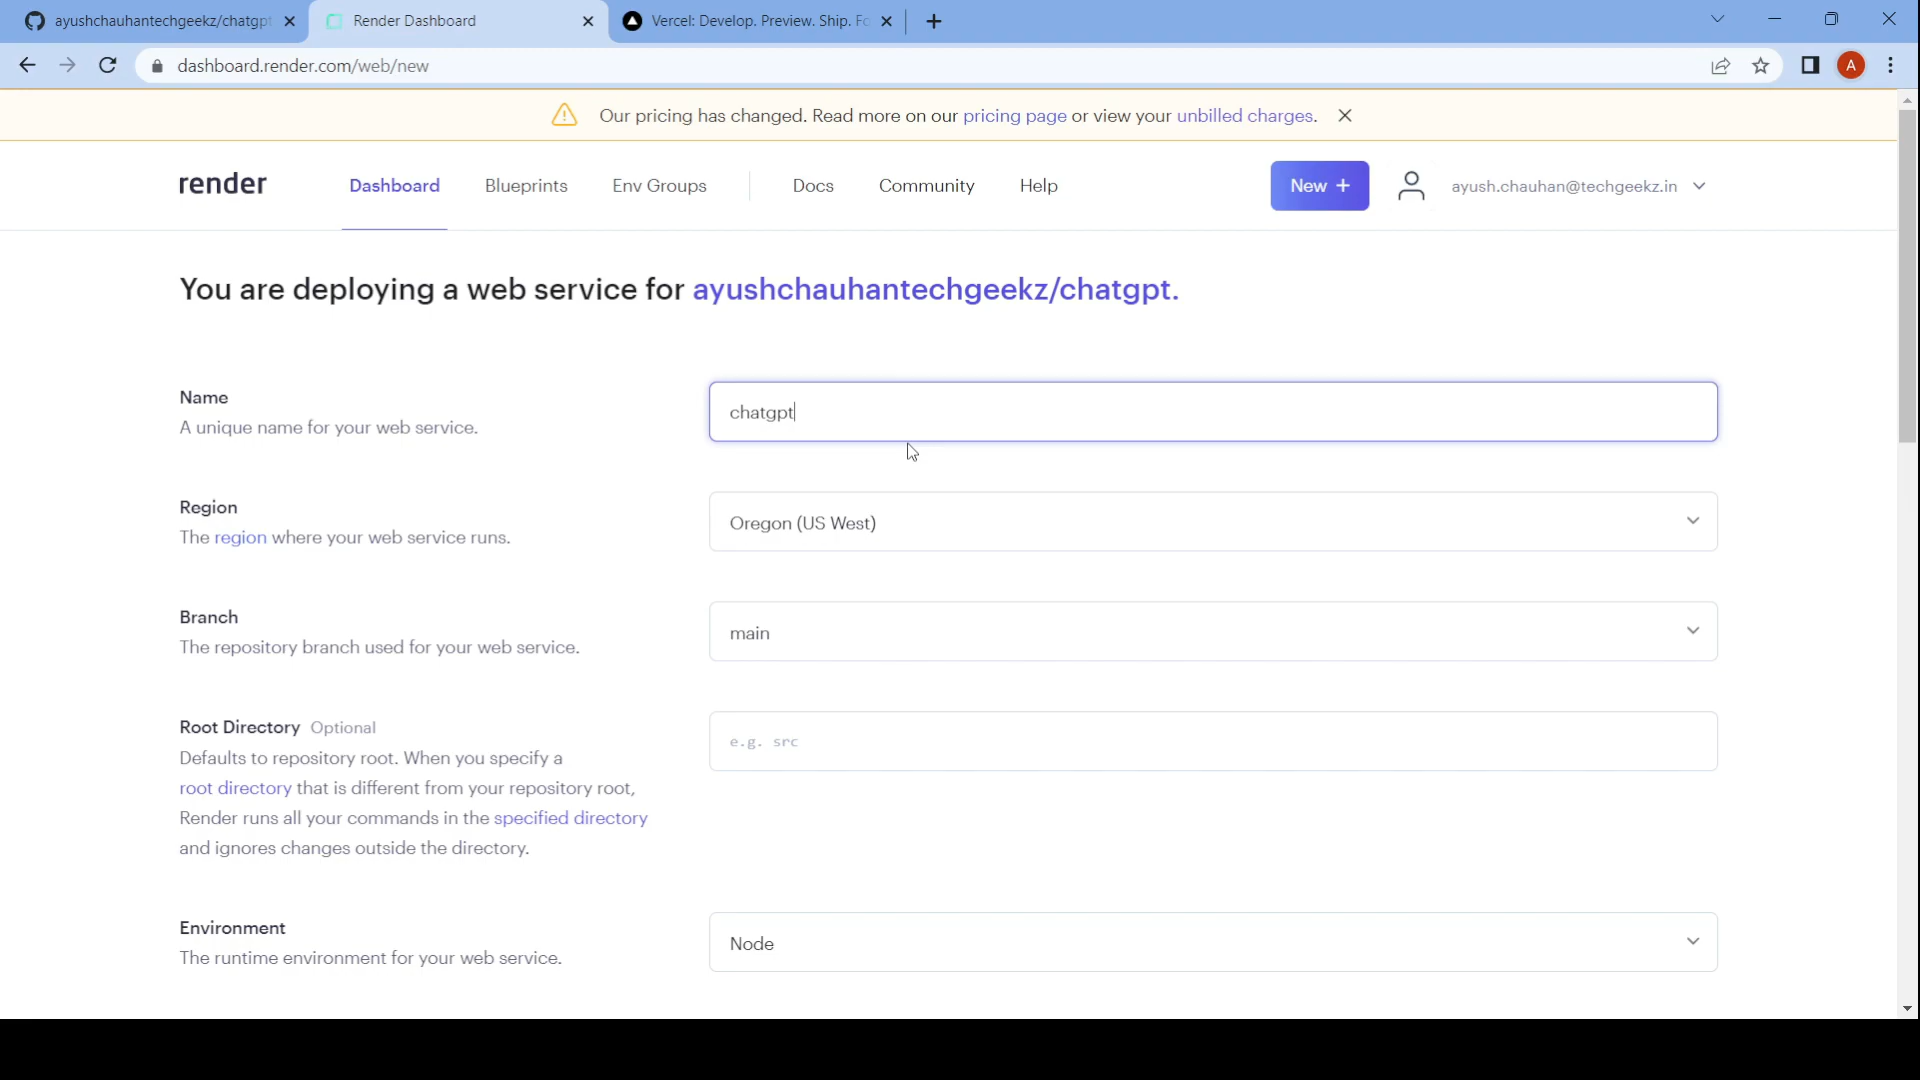 ayushchauhantechgeekz/chatgpt
Render Dashboard
Vercel: Develop. Preview. Ship. Fo
dashboard.render.com/web/new
A
Our pricing has changed. Read more on our pricing page or view your unbilled charges.
render
Dashboard
Blueprints
Env Groups
Docs
Community
Help
New +
ayush.chauhan@techgeekz.in
You are deploying a web service for ayushchauhantechgeekz/chatgpt.
Name
A unique name for your web service.
chatgpt
Region
The region where your web service runs.
Oregon (US West)
Branch
The repository branch used for your web service.
main
Root Directory Optional
Defaults to repository root. When you specify a
root directory that is different from your repository root,
Render runs all your commands in the specified directory
and ignores changes outside the directory.
e.g. src
Environment
The runtime environment for your web service.
Node